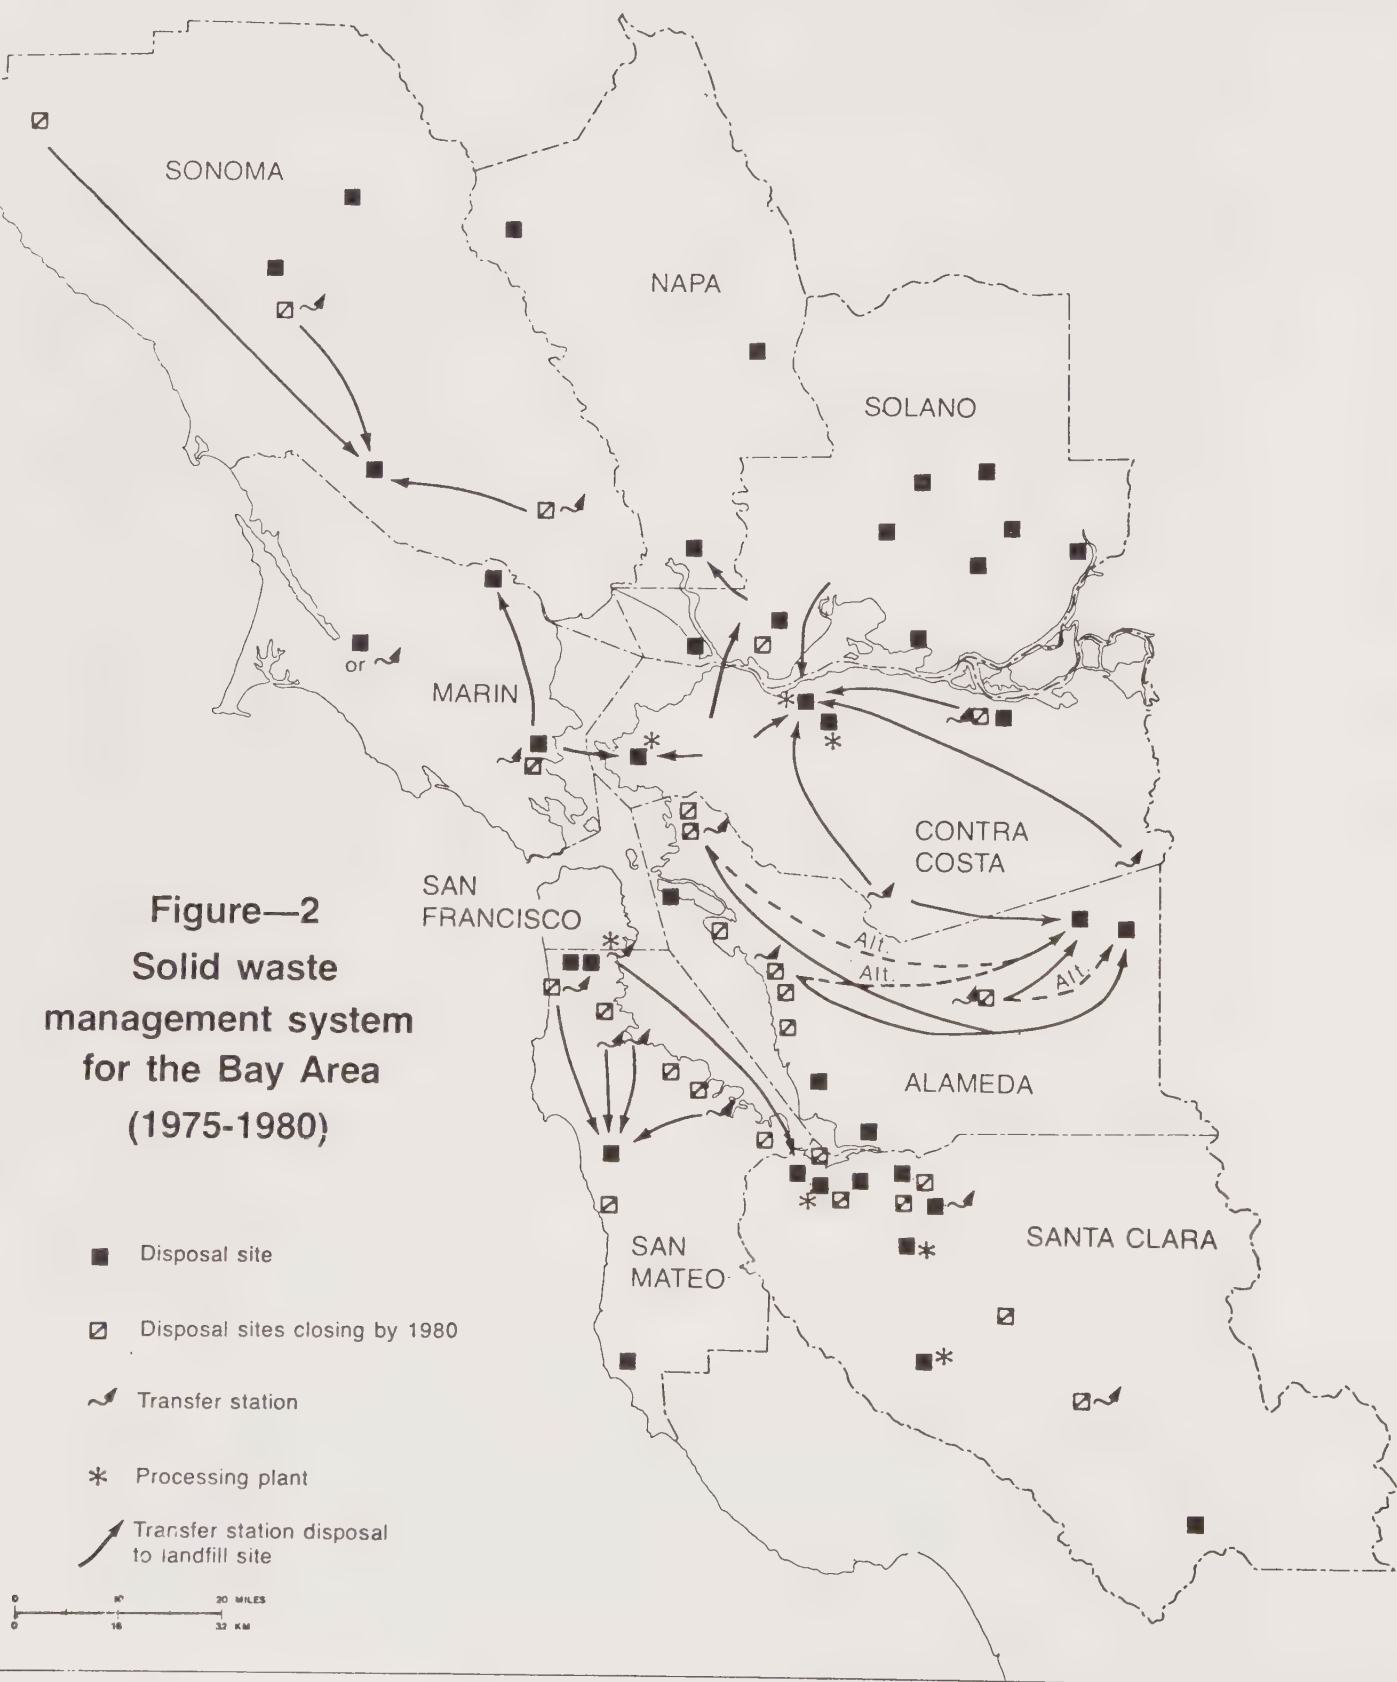 SONOMA
NAPA
SOLANO
or
MARIN
CONTRA
COSTA
SAN
FRANCISCO
Alt.
Alt.
Alt.
ALAMEDA
SANTA CLARA
SAN
MATEO
Figure—2
Solid waste
management system
for the Bay Area
(1975-1980)
Disposal site
Disposal sites closing by 1980
Transfer station
Processing plant
Transfer station disposal
to landfill site
0 20 MILES
0 16 32 KM